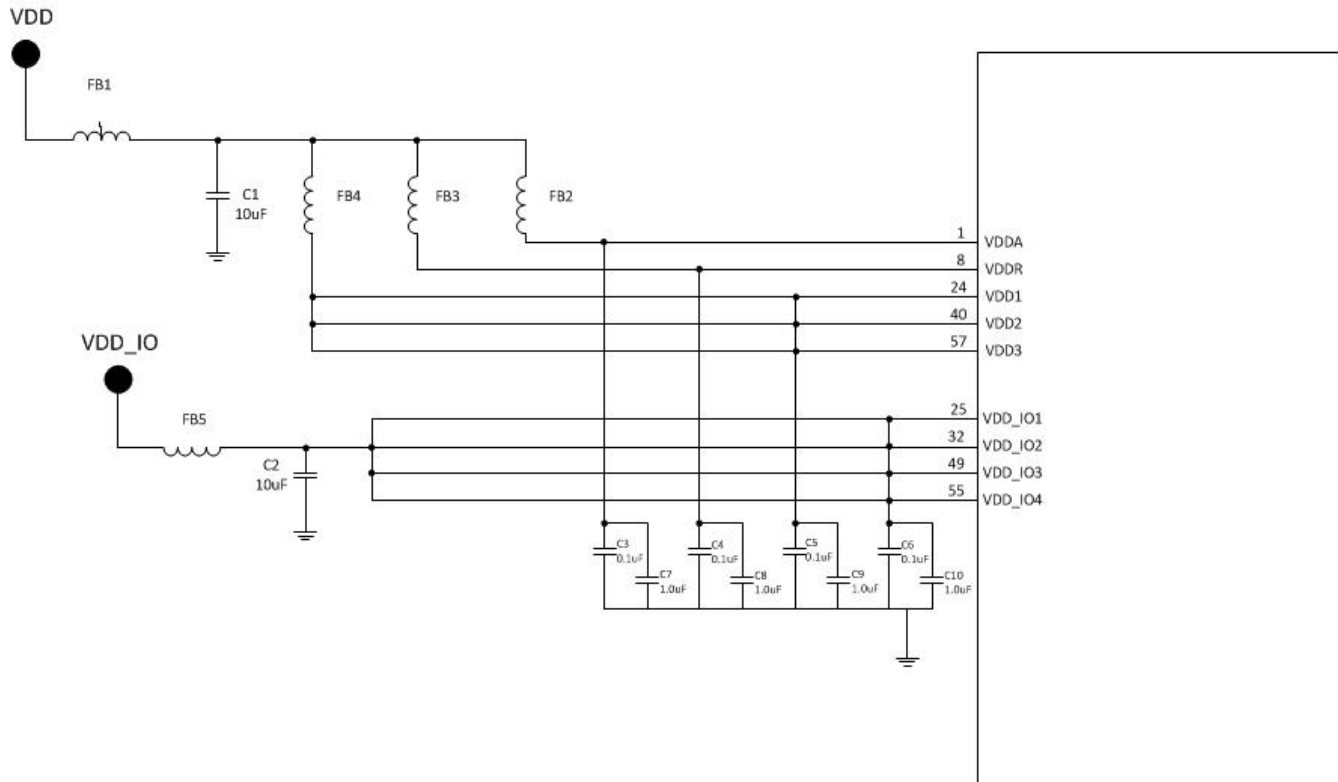 VDD
FB1
C1
10uF
FB4
FB3
FB2
1
VDDA
8
VDDR
24
VDD1
40
VDD2
57
VDD3
VDD_IO
FB5
C2
10uF
25
VDD_IO1
32
VDD_IO2
49
VDD_IO3
55
VDD_IO4
C3
0.1uF
C4
0.1uF
C5
0.1uF
C6
0.1uF
C7
1.0uF
C8
1.0uF
C9
1.0uF
C10
1.0uF